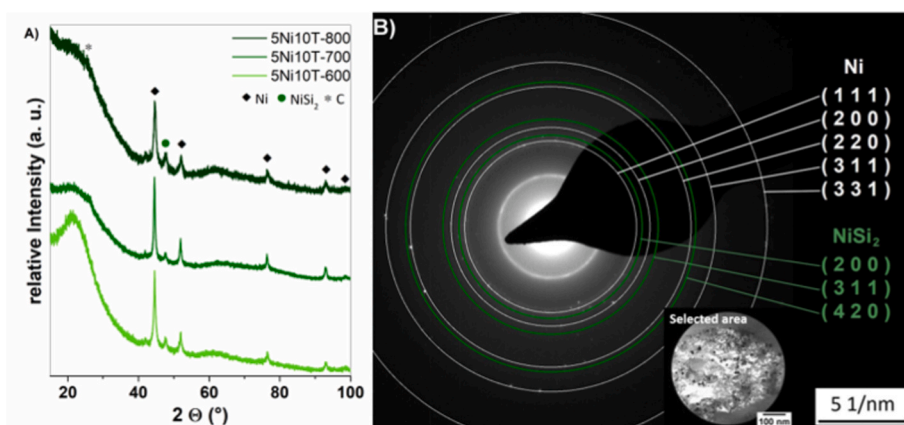 A)
5Ni10T-800
5Ni10T-700
5Ni10T-600
◆ Ni ● NiSi₂ ✱ C
relative Intensity (a. u.)
20 40 60 80 100
2 Θ (°)
B)
Ni
(1 1 1)
(2 0 0)
(2 2 0)
(3 1 1)
(3 3 1)
NiSi₂
(2 0 0)
(3 1 1)
(4 2 0)
Selected area
100 nm
5 1/nm